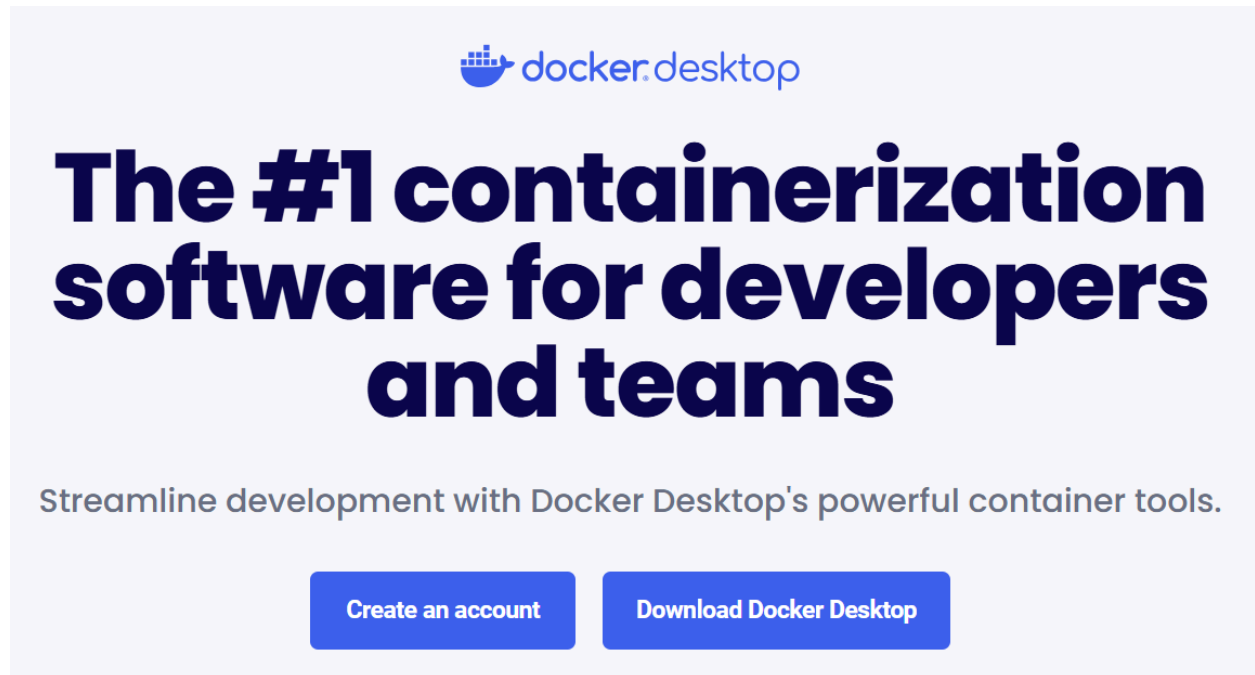 docker® desktop
The #1 containerization
software for developers
and teams
Streamline development with Docker Desktop's powerful container tools.
Create an account
Download Docker Desktop